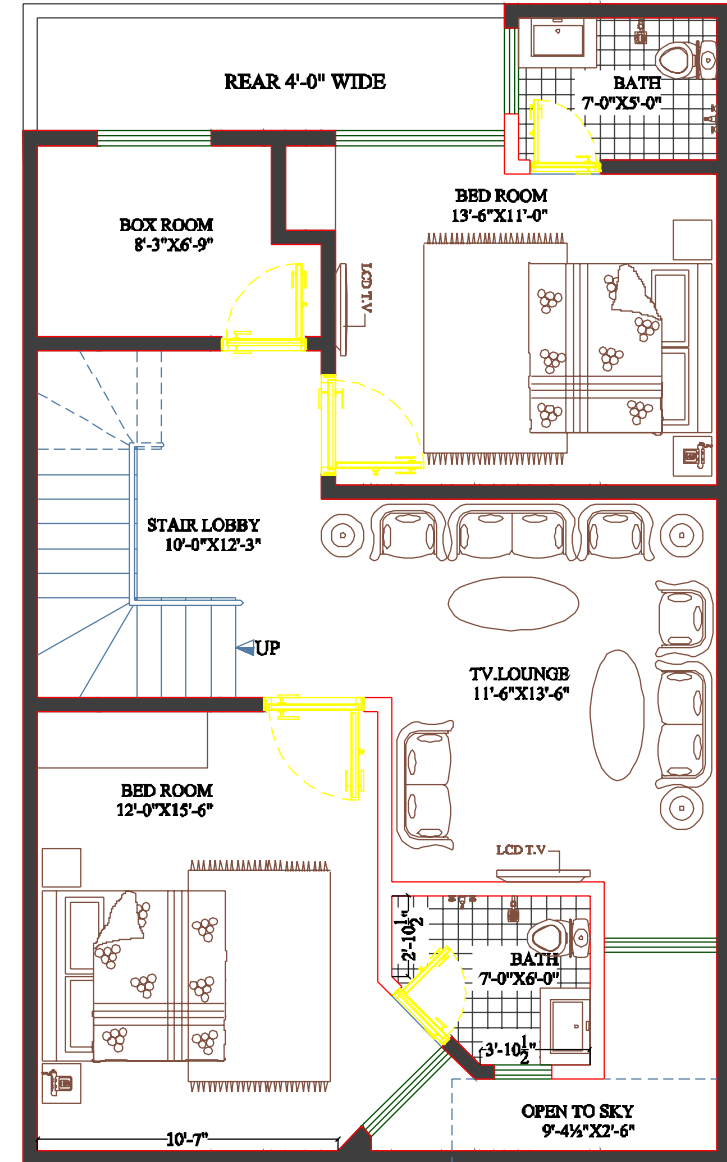 REAR 4'-0" WIDE
BATH
7'-0"X5'-0"
BED ROOM
13'-6"X11'-0"
BOX ROOM
8'-3"X6'-9"
LCD T.V
STAIR LOBBY
10'-0"X12'-3"
UP
TV.LOUNGE
11'-6"X13'-6"
BED ROOM
12'-0"X15'-6"
LCD T.V
2'-10½"
BATH
7'-0"X6'-0"
3'-10½"
OPEN TO SKY
9'-4½"X2'-6"
10'-7"